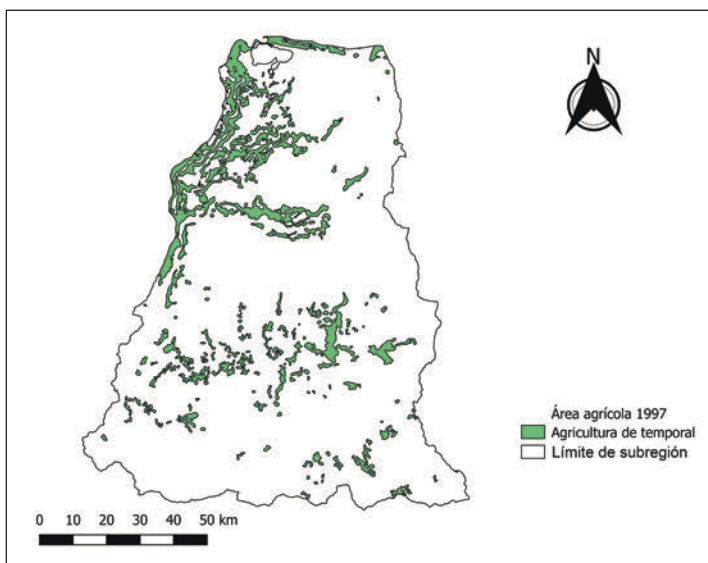 N
Área agrícola 1997
Agricultura de temporal
Límite de subregión
0 10 20 30 40 50 km